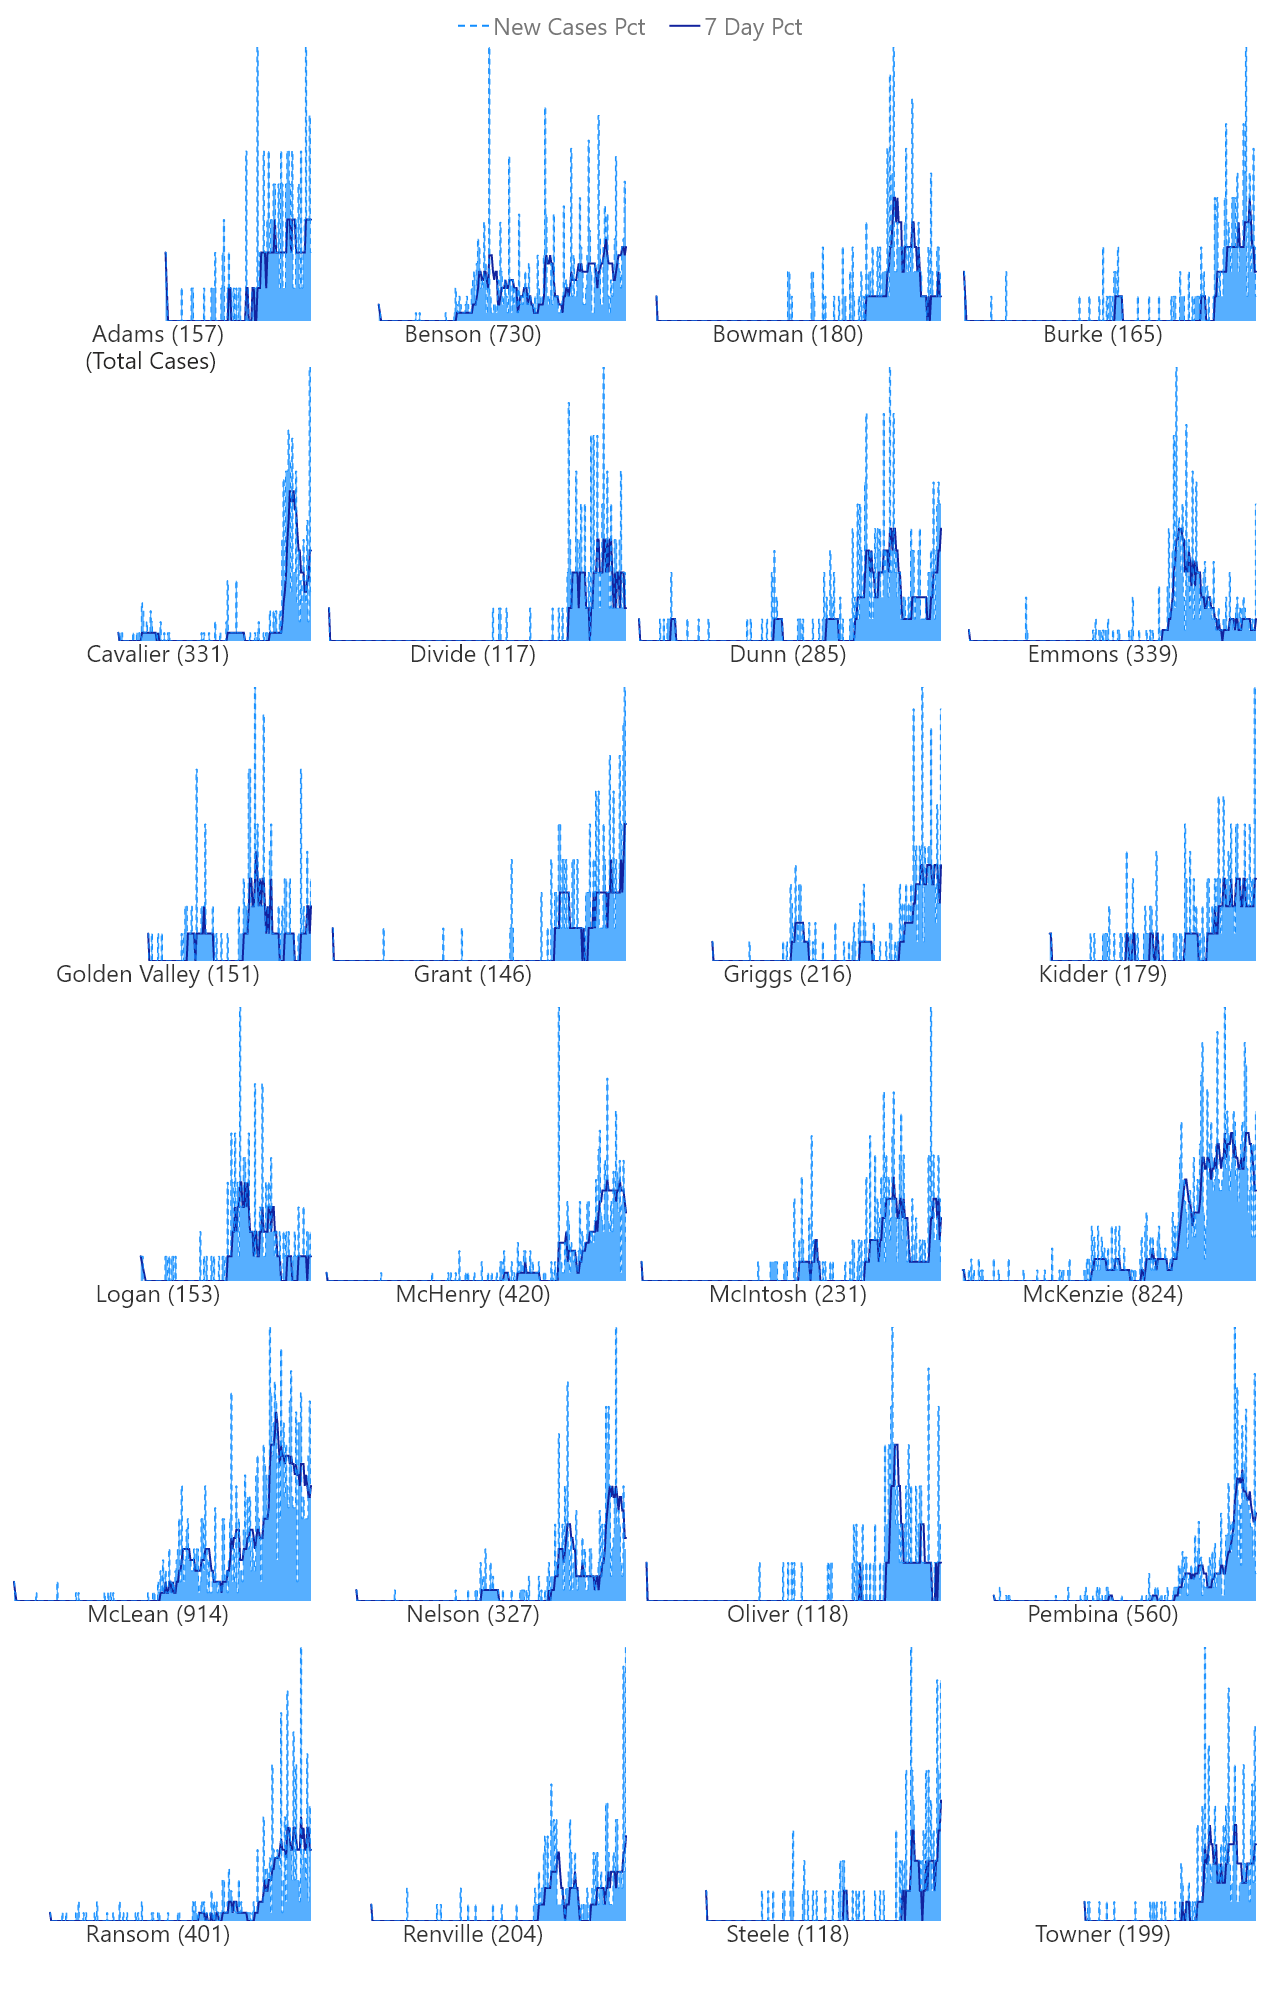 New Cases Pct 7 Day Pct
Adams (157)
(Total Cases)
Benson (730)
Bowman (180)
Burke (165)
Cavalier (331)
Divide (117)
Dunn (285)
Emmons (339)
Golden Valley (151)
Grant (146)
Griggs (216)
Kidder (179)
Logan (153)
McHenry (420)
McIntosh (231)
McKenzie (824)
McLean (914)
Nelson (327)
Oliver (118)
Pembina (560)
Ransom (401)
Renville (204)
Steele (118)
Towner (199)